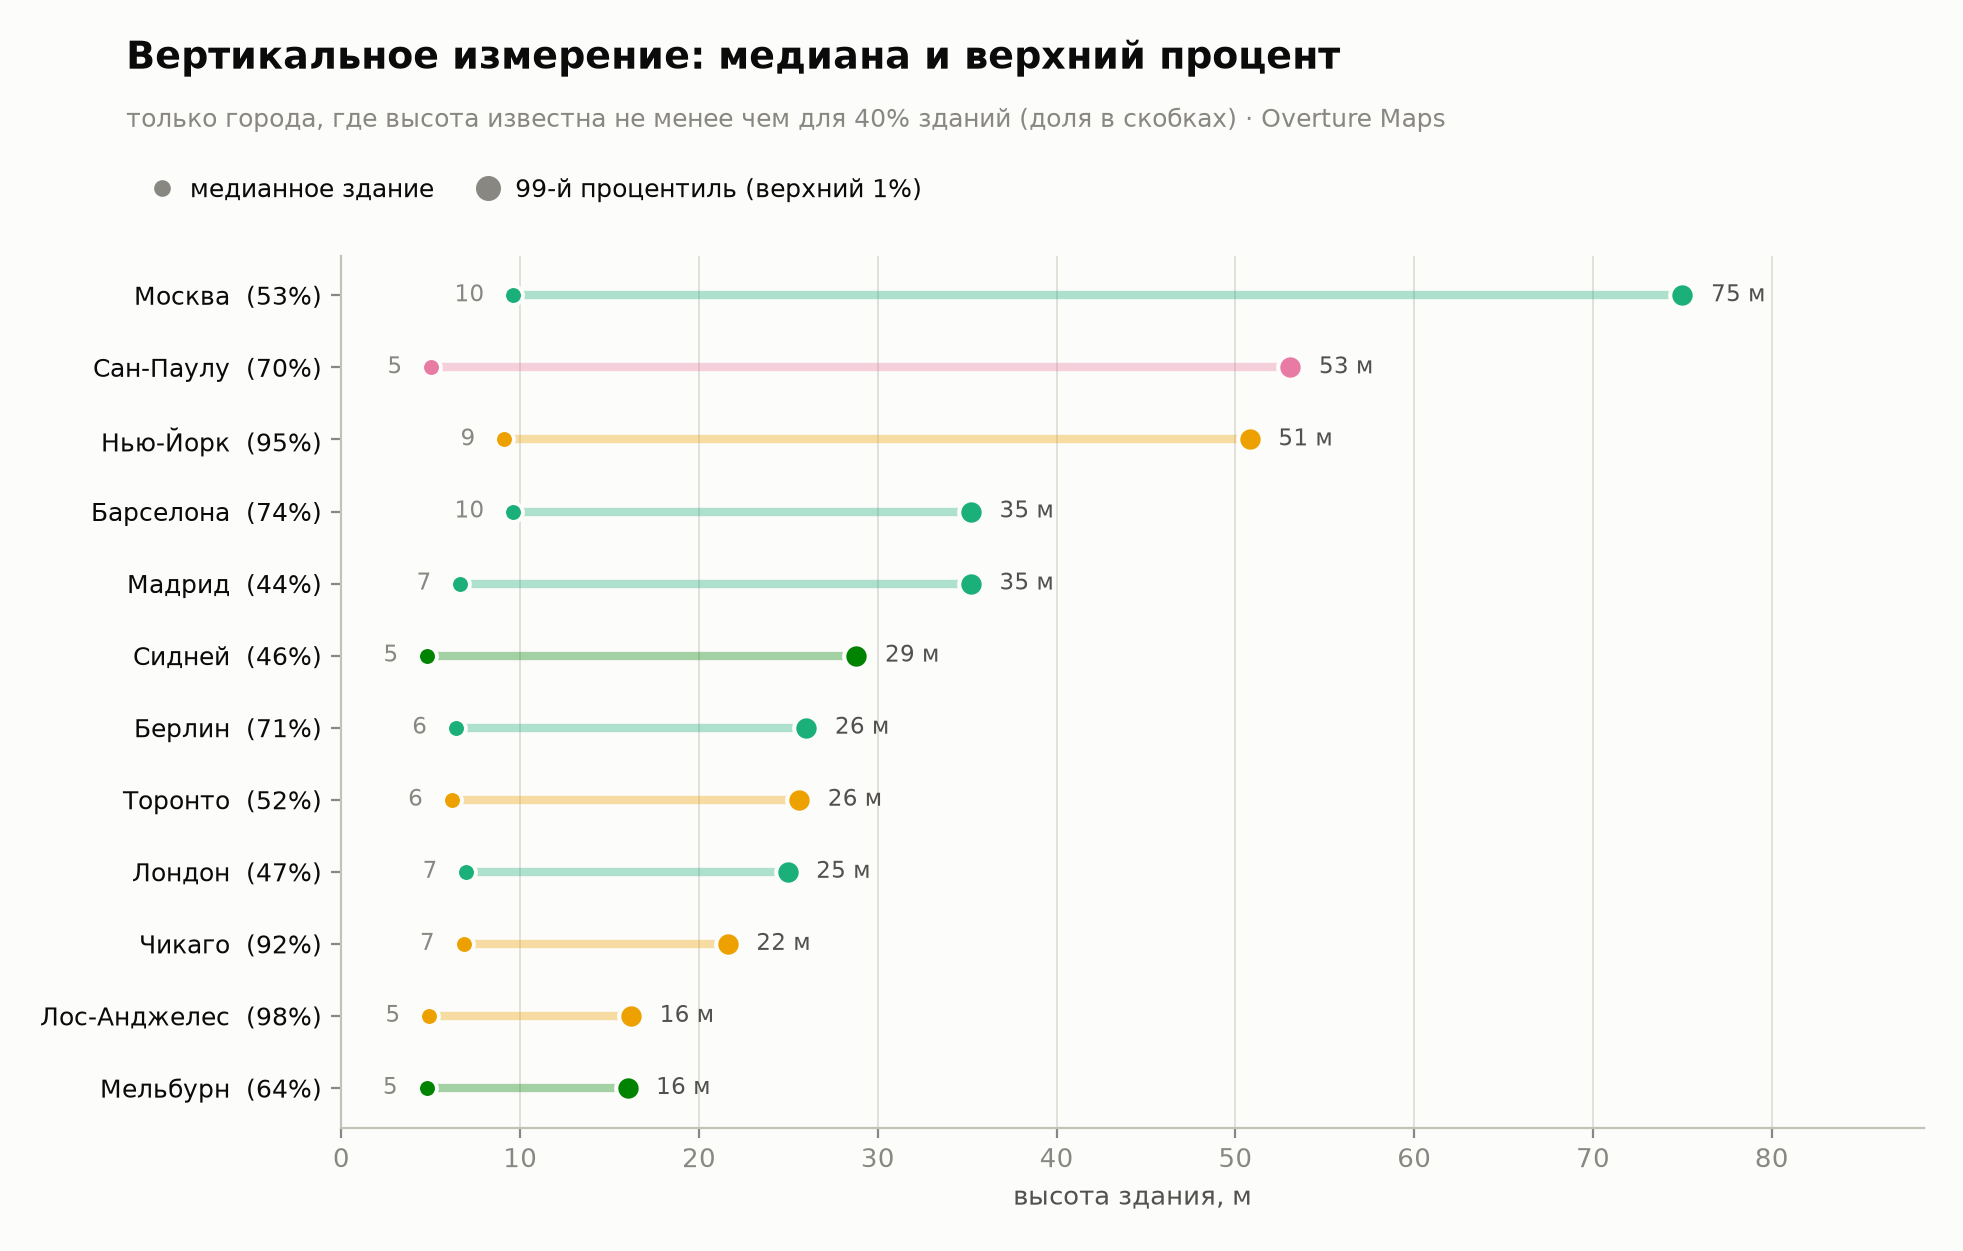 Вертикальное измерение: медиана и верхний процент
только города, где высота известна не менее чем для 40% зданий (доля в скобках) · Overture Maps
медианное здание 99-й процентиль (верхний 1%)
Москва (53%) 10 75 м
Сан-Паулу (70%) 5 53 м
Нью-Йорк (95%) 9 51 м
Барселона (74%) 10 35 м
Мадрид (44%) 7 35 м
Сидней (46%) 5 29 м
Берлин (71%) 6 26 м
Торонто (52%) 6 26 м
Лондон (47%) 7 25 м
Чикаго (92%) 7 22 м
Лос-Анджелес (98%) 5 16 м
Мельбурн (64%) 5 16 м
0 10 20 30 40 50 60 70 80
высота здания, м